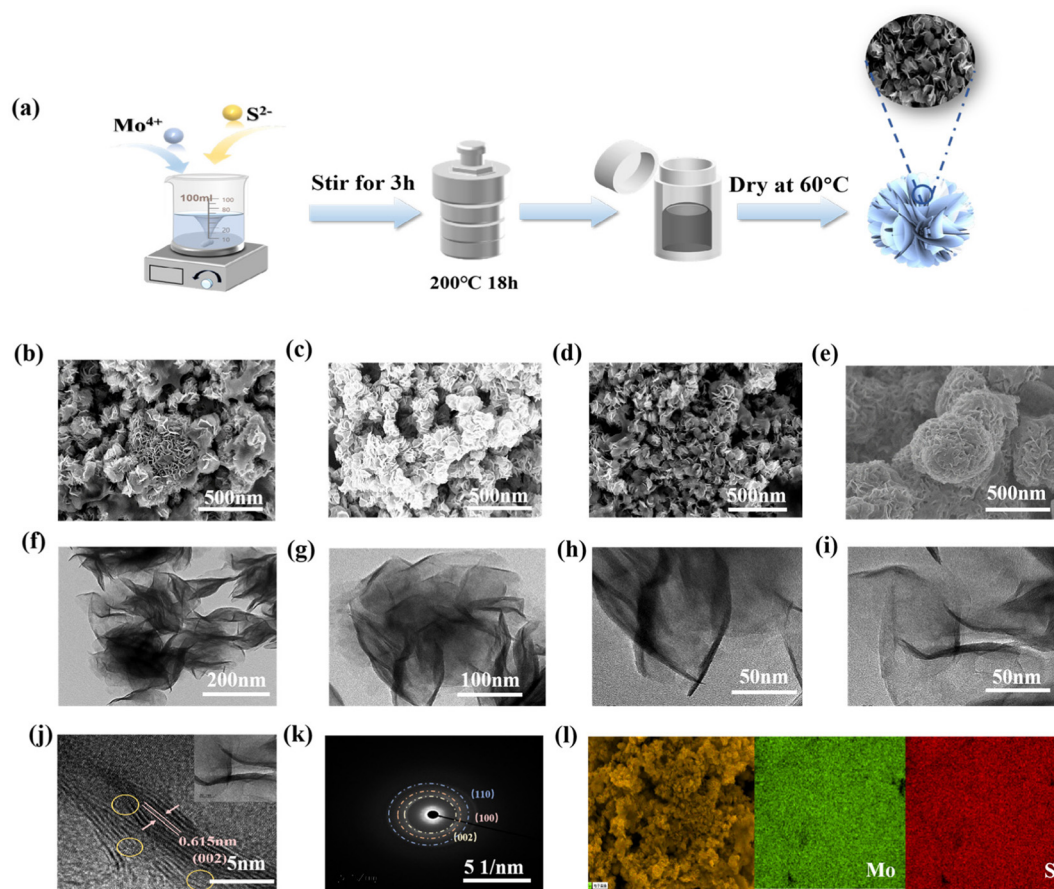 (a)
Mo⁴⁺
S²⁻
100ml
100
80
20
10
Stir for 3h
200°C 18h
Dry at 60°C
(b)
500nm
(c)
500nm
(d)
500nm
(e)
500nm
(f)
200nm
(g)
100nm
(h)
50nm
(i)
50nm
(j)
0.615nm
(002)
5nm
(k)
(110)
(100)
(002)
5 1/nm
(l)
Mo
S